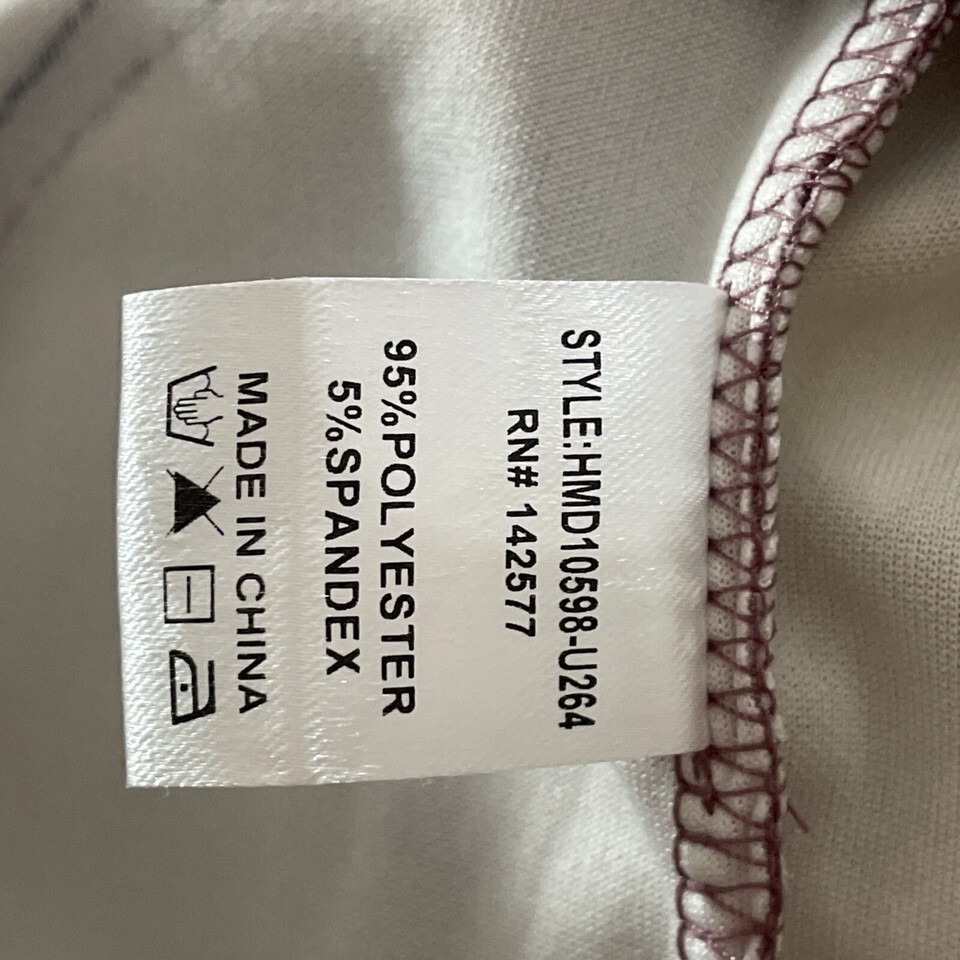 STYLE:HMD10598-U264
RN# 142577
95%POLYESTER
5%SPANDEX
MADE IN CHINA